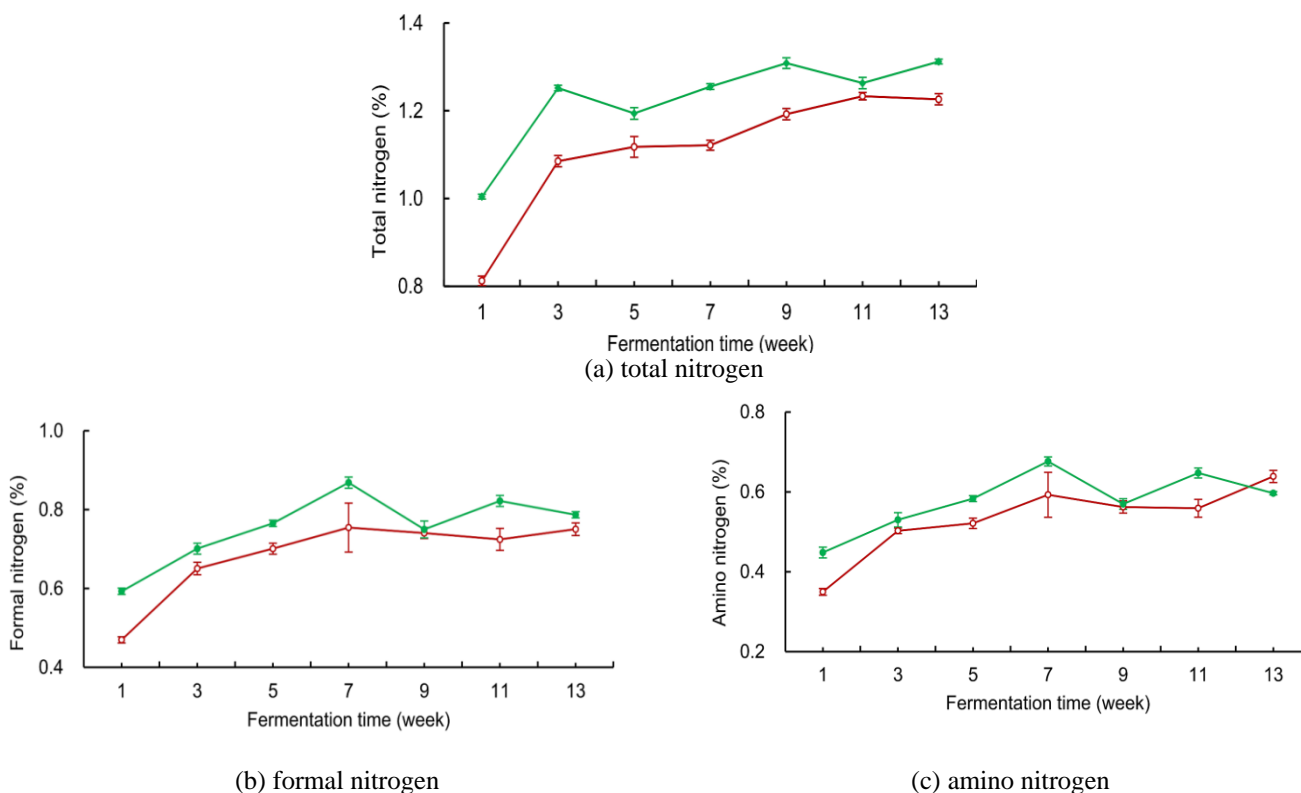 1.4
1.2
1.0
0.8
Total nitrogen (%)
1 3 5 7 9 11 13
Fermentation time (week)
(a) total nitrogen
1.0
0.8
0.6
0.4
Formal nitrogen (%)
1 3 5 7 9 11 13
Fermentation time (week)
(b) formal nitrogen
0.8
0.6
0.4
0.2
Amino nitrogen (%)
1 3 5 7 9 11 13
Fermentation time (week)
(c) amino nitrogen